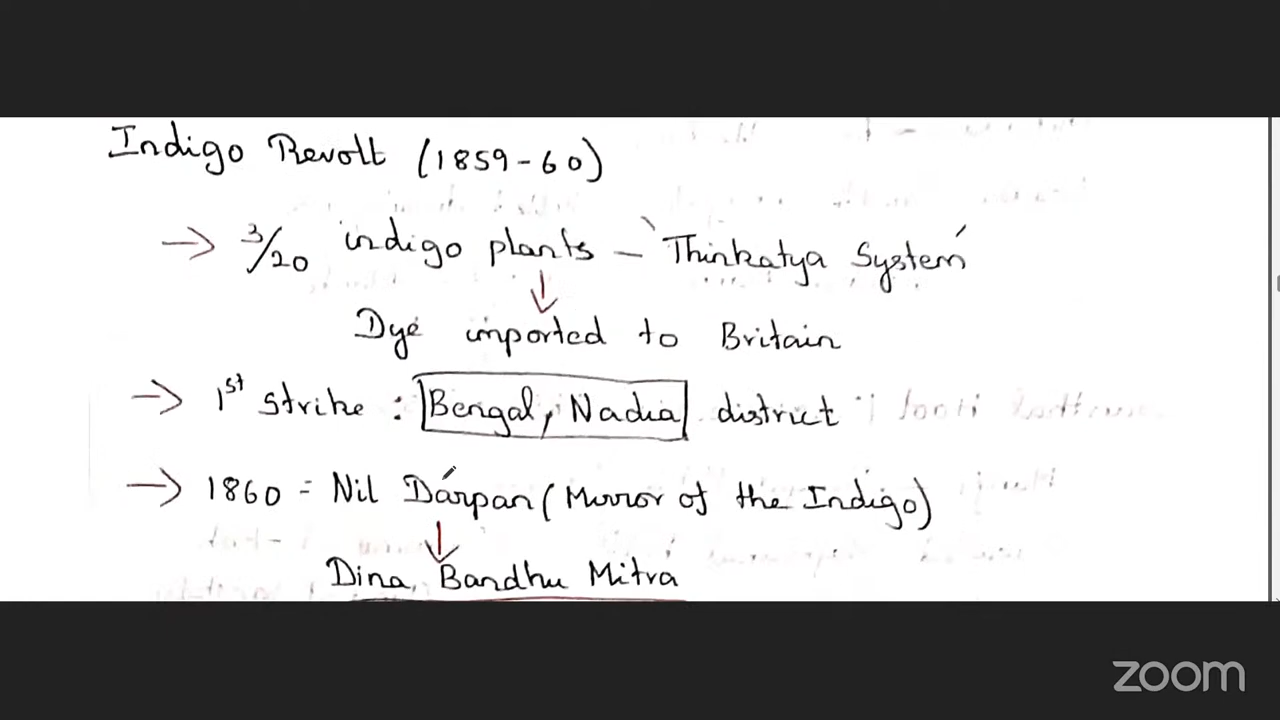 Indigo Revolt (1859-60)
→ 3/20 indigo plants - 'Thinkatya System'
↓
Dye imported to Britain
→ 1st strike : Bengal, Nadia district
→ 1860 = Nil Darpan (Mirror of the Indigo)
↓
Dina Bandhu Mitra
zoom